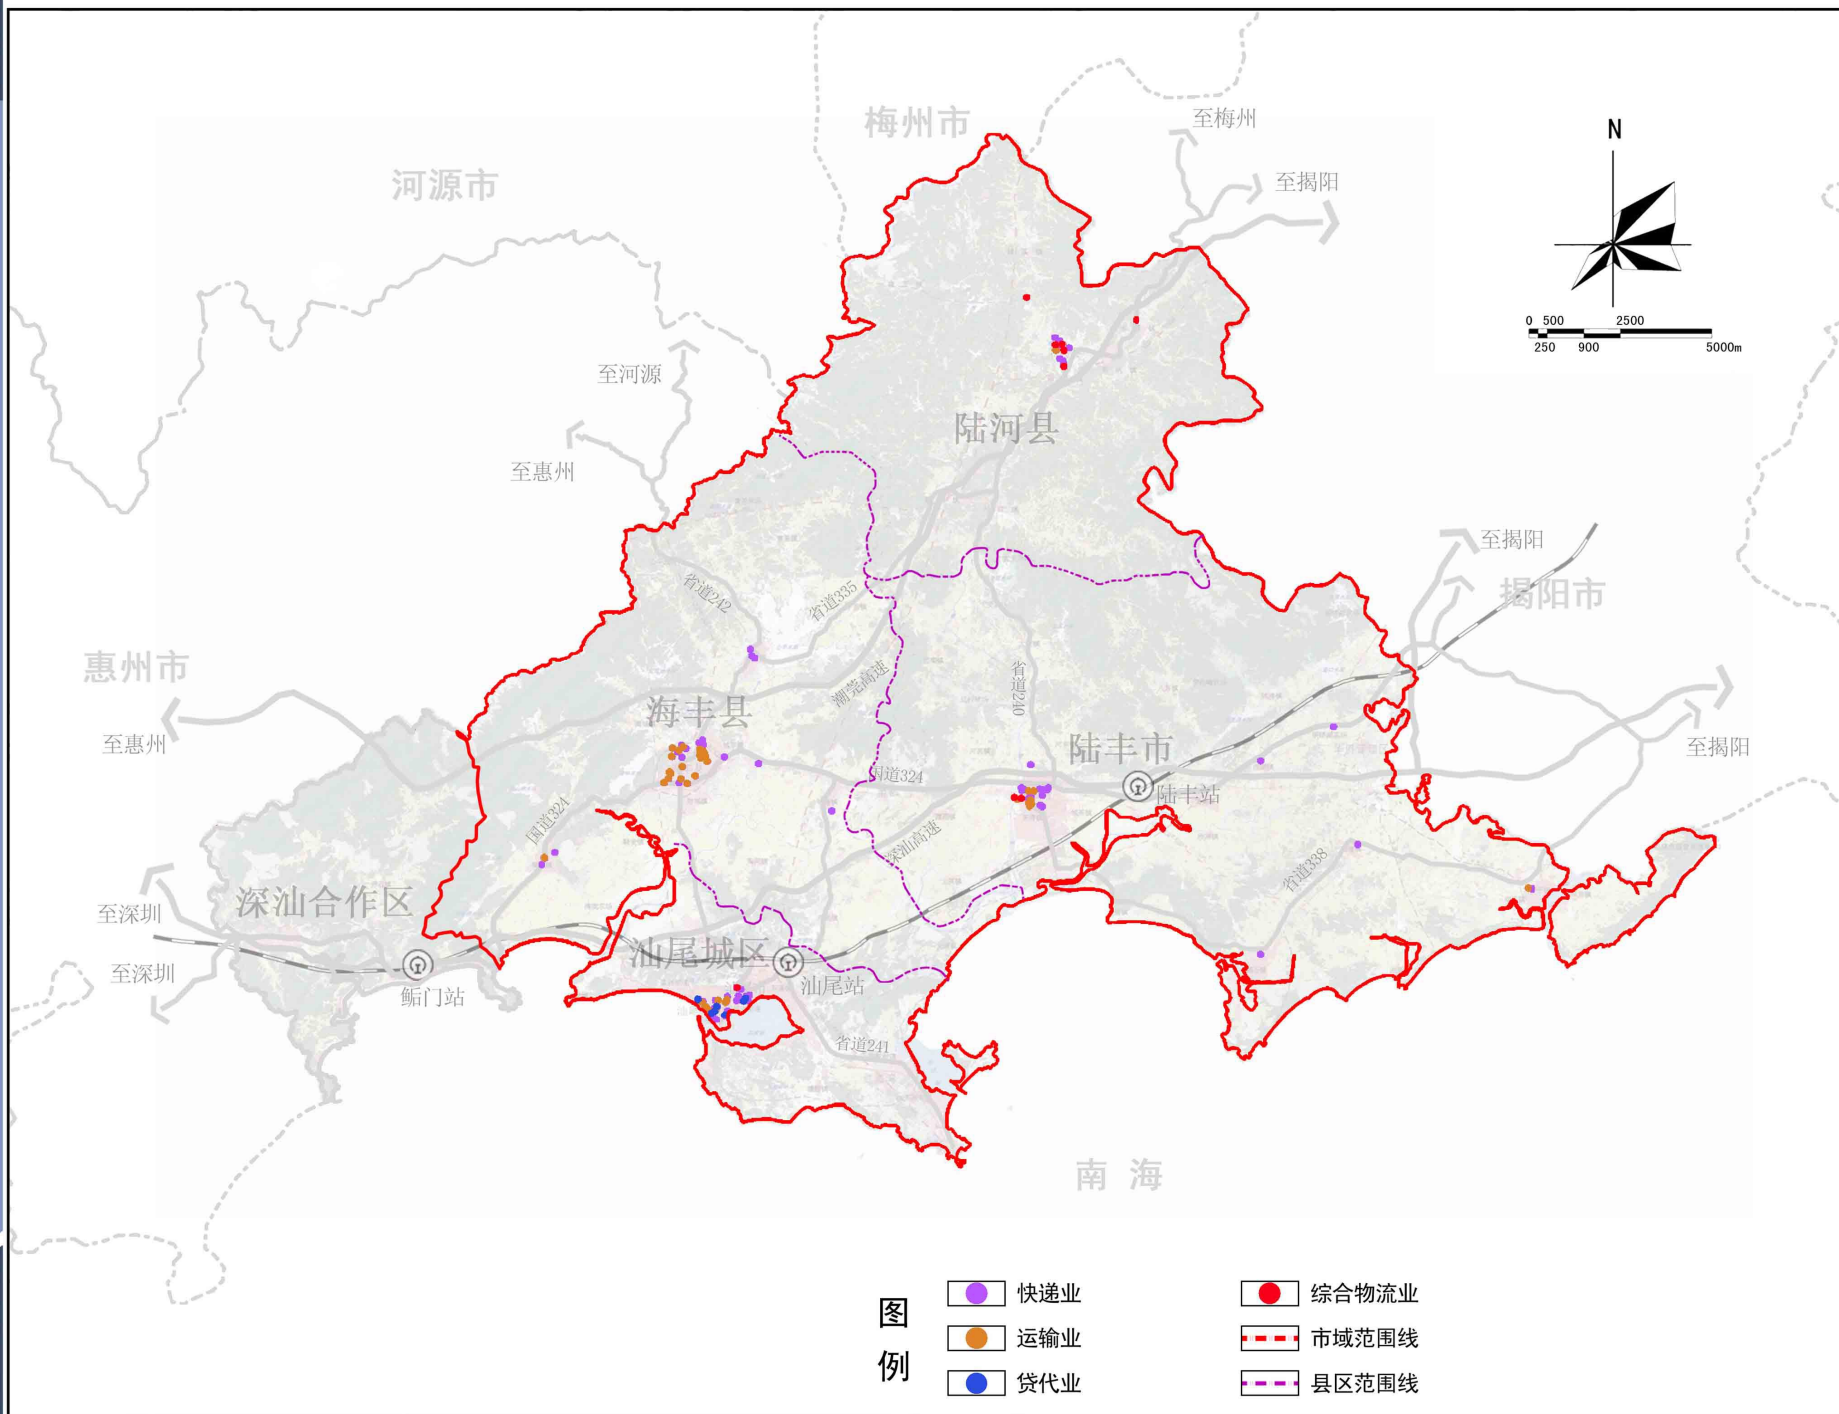 梅州市
至梅州
N
河源市
至揭阳
0 500 2500
250 900 5000m
至河源
陆河县
至惠州
至揭阳
省道242
省道335
揭阳市
惠州市
省道240
潮莞高速
海丰县
至惠州
陆丰市
至揭阳
国道324
陆丰站
国道324
深汕高速
省道338
深汕合作区
至深圳
汕尾城区
至深圳
汕尾站
鲘门站
省道241
南 海
图例
快递业
综合物流业
运输业
市域范围线
贷代业
县区范围线